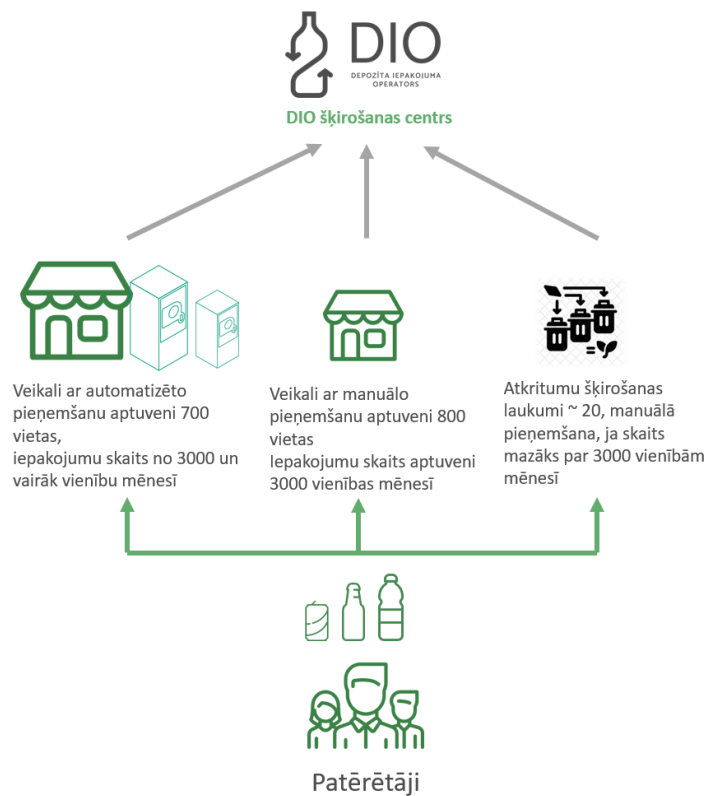 DIO
DEPOZĪTA IEPAKOJUMA
OPERATORS
DIO šķirošanas centrs
Veikali ar automatizēto
pieņemšanu aptuveni 700
vietas,
iepakojumu skaits no 3000 un
vairāk vienību mēnesī
Veikali ar manuālo
pieņemšanu aptuveni 800
vietas
Iepakojumu skaits aptuveni
3000 vienības mēnesī
Atkritumu šķirošanas
laukumi ~ 20, manuālā
pieņemšana, ja skaits
mazāks par 3000 vienībām
mēnesī
Patērētāji